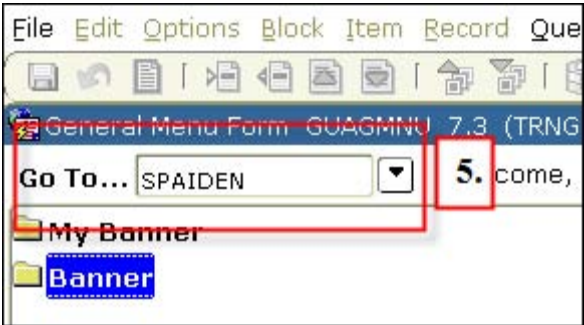 File Edit Options Block Item Record Que
General Menu Form GUAGMNU 7.3 (TRNG
Go To... SPAIDEN 5. come,
My Banner
Banner